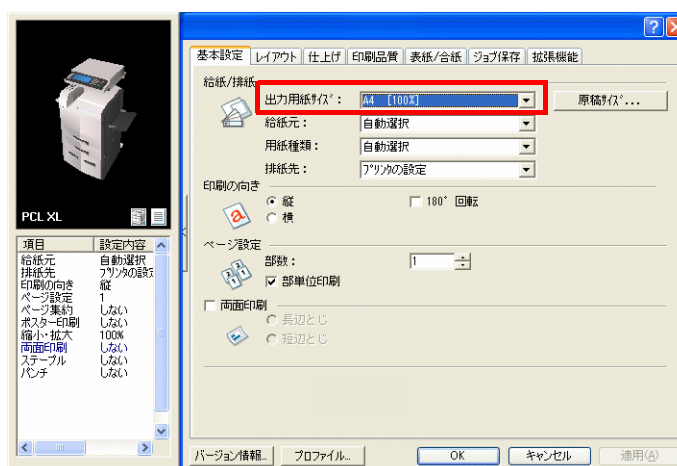 基本設定 レイアウト 仕上げ 印刷品質 表紙/合紙 ジョブ保存 拡張機能
給紙/排紙
出力用紙ｻｲｽﾞ： A4 [100%] 原稿ｻｲｽﾞ...
給紙元： 自動選択
用紙種類： 自動選択
排紙先： ﾌﾟﾘﾝﾀの設定
印刷の向き
縦 180° 回転
横
ページ設定
部数： 1
部単位印刷
両面印刷
長辺とじ
短辺とじ
バージョン情報... プロファイル... OK キャンセル 適用(A)
PCL XL
項目 設定内容
給紙元 自動選択
排紙先 ﾌﾟﾘﾝﾀの設定
印刷の向き 縦
ページ設定 1
ページ集約 しない
ポスター印刷 しない
縮小・拡大 100%
両面印刷 しない
ステープル しない
パンチ しない